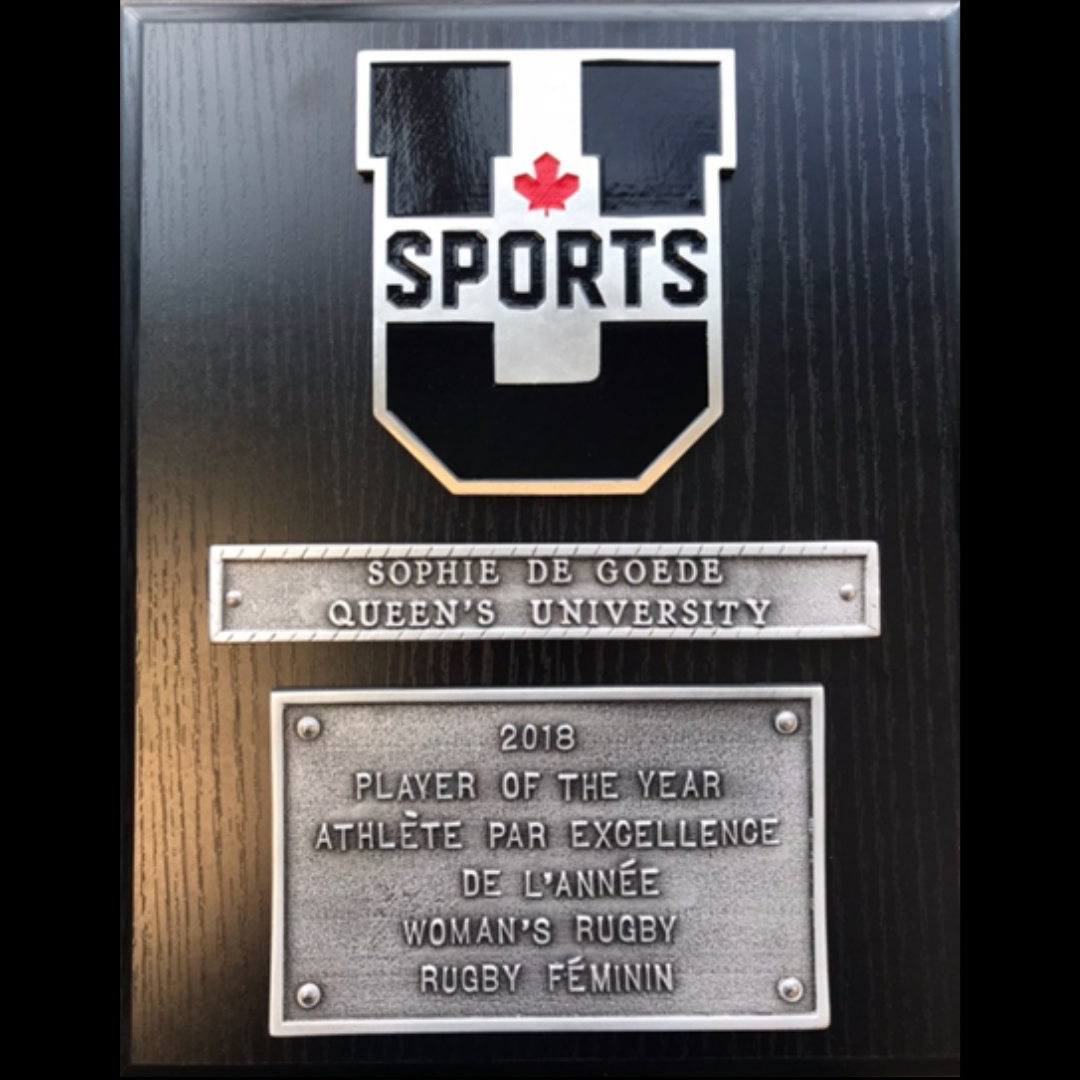 U
SPORTS
SOPHIE DE GOEDE
QUEEN'S UNIVERSITY
2018
PLAYER OF THE YEAR
ATHLÈTE PAR EXCELLENCE
DE L'ANNÉE
WOMAN'S RUGBY
RUGBY FÉMININ